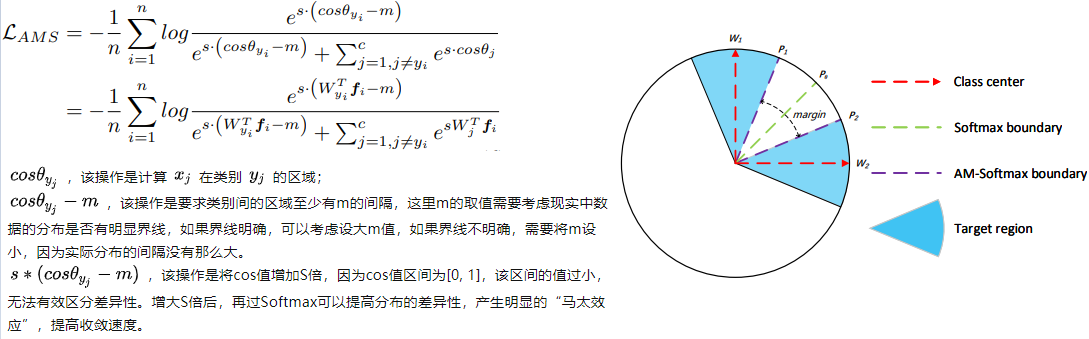 $\mathcal{L}_{AMS} = -\frac{1}{n}\sum_{i=1}^{n} log \frac{e^{s\cdot(cos\theta_{y_i}-m)}}{e^{s\cdot(cos\theta_{y_i}-m)}+\sum_{j=1,j\neq y_i}^{c} e^{s\cdot cos\theta_j}}$
$= -\frac{1}{n}\sum_{i=1}^{n} log \frac{e^{s\cdot(W_{y_i}^T \boldsymbol{f}_i-m)}}{e^{s\cdot(W_{y_i}^T \boldsymbol{f}_i-m)}+\sum_{j=1,j\neq y_i}^{c} e^{sW_j^T \boldsymbol{f}_i}}$
$cos\theta_{y_j}$ ，该操作是计算 $x_j$ 在类别 $y_j$ 的区域；
$cos\theta_{y_j} - m$ ，该操作是要求类别间的区域至少有m的间隔，这里m的取值需要考虑现实中数
据的分布是否有明显界线，如果界线明确，可以考虑设大m值，如果界线不明确，需要将m设
小，因为实际分布的间隔没有那么大。
$s * (cos\theta_{y_j} - m)$ ，该操作是将cos值增加S倍，因为cos值区间为[0, 1]，该区间的值过小，
无法有效区分差异性。增大S倍后，再过Softmax可以提高分布的差异性，产生明显的“马太效
应”，提高收敛速度。
W₁
P₁
P₀
P₂
margin
W₂
Class center
Softmax boundary
AM-Softmax boundary
Target region